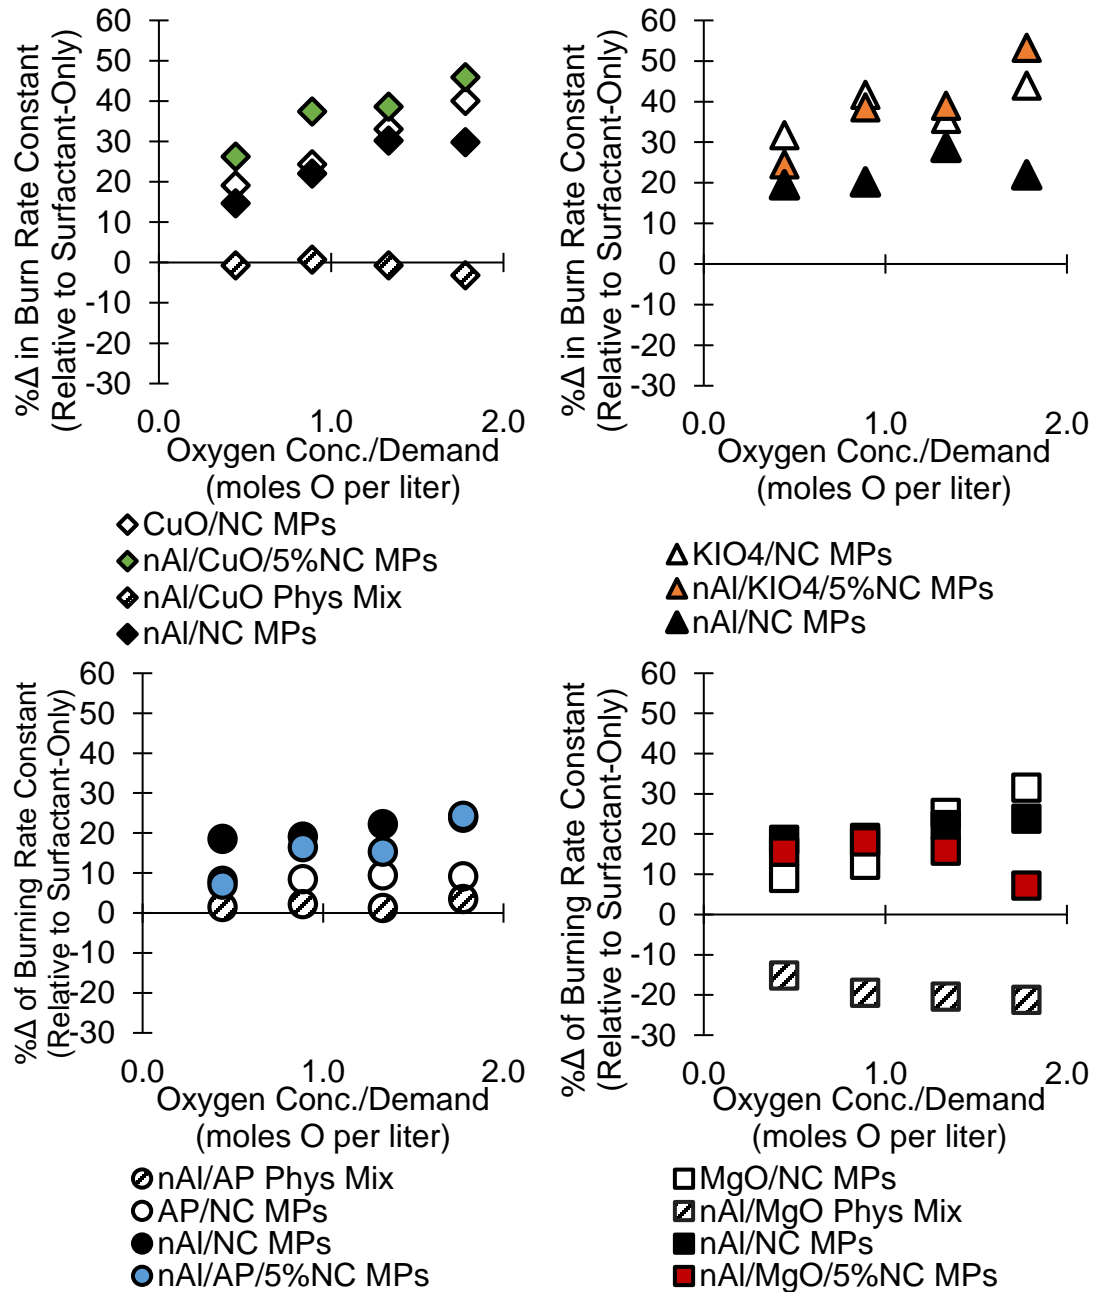 %Δ in Burn Rate Constant
(Relative to Surfactant-Only)
60
50
40
30
20
10
0
-10
-20
-30
0.0
1.0
2.0
Oxygen Conc./Demand
(moles O per liter)
CuO/NC MPs
nAl/CuO/5%NC MPs
nAl/CuO Phys Mix
nAl/NC MPs
%Δ in Burn Rate Constant
(Relative to Surfactant-Only)
60
50
40
30
20
10
0
-10
-20
-30
0.0
1.0
2.0
Oxygen Conc./Demand
(moles O per liter)
KIO4/NC MPs
nAl/KIO4/5%NC MPs
nAl/NC MPs
%Δ of Burning Rate Constant
(Relative to Surfactant-Only)
60
50
40
30
20
10
0
-10
-20
-30
0.0
1.0
2.0
Oxygen Conc./Demand
(moles O per liter)
nAl/AP Phys Mix
AP/NC MPs
nAl/NC MPs
nAl/AP/5%NC MPs
%Δ of Burning Rate Constant
(Relative to Surfactant-Only)
60
50
40
30
20
10
0
-10
-20
-30
0.0
1.0
2.0
Oxygen Conc./Demand
(moles O per liter)
MgO/NC MPs
nAl/MgO Phys Mix
nAl/NC MPs
nAl/MgO/5%NC MPs